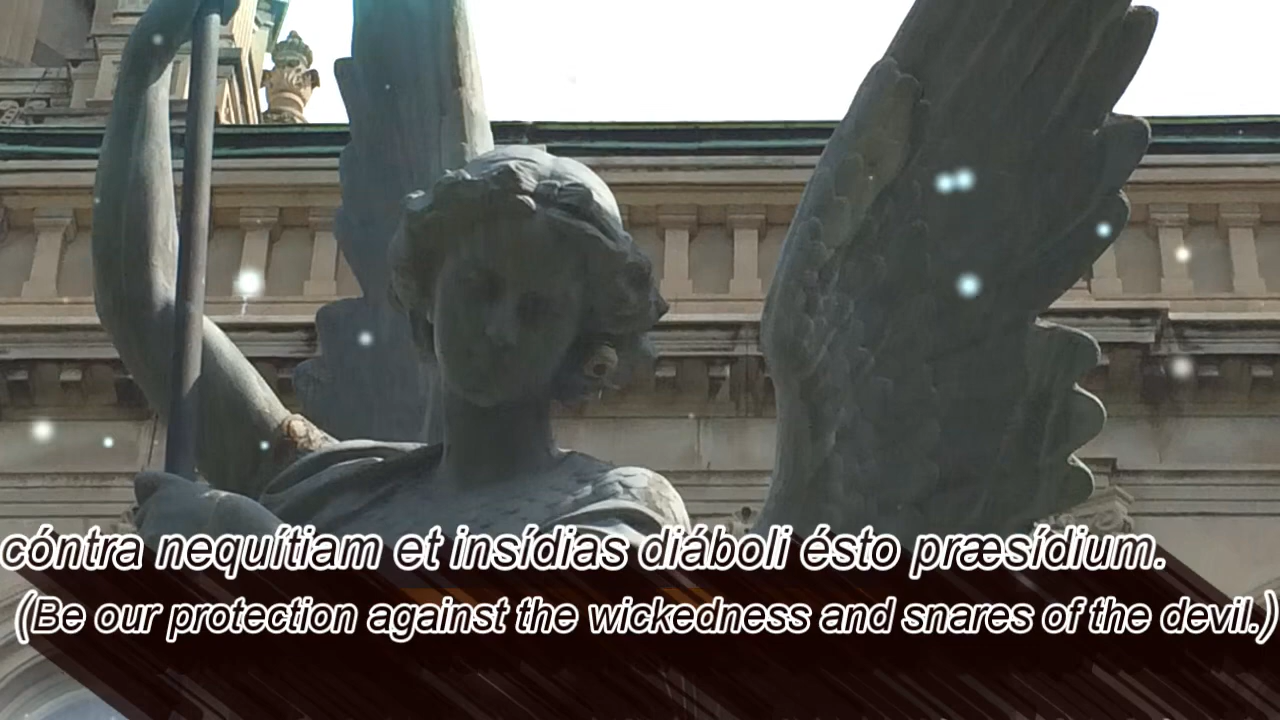 cóntra nequítiam et insídias diáboli ésto præsídium.
(Be our protection against the wickedness and snares of the devil.)